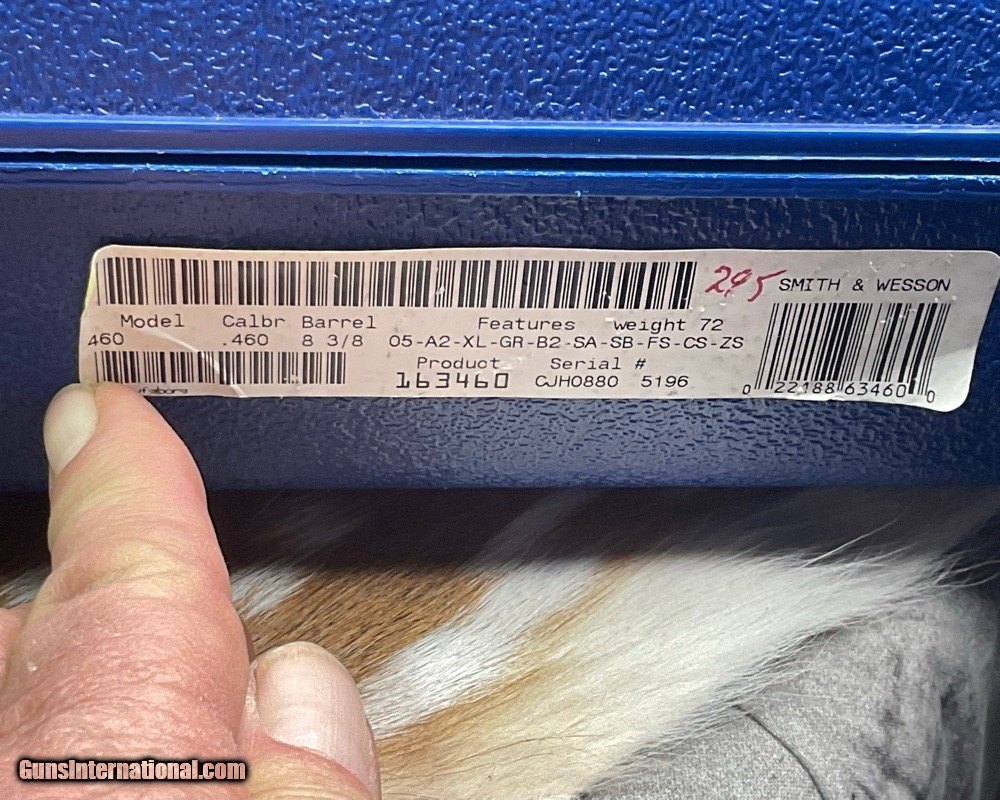 295 SMITH & WESSON
Model Calbr Barrel Features weight 72
460 .460 8 3/8 05-A2-XL-GR-B2-SA-SB-FS-CS-ZS
Product Serial #
163460 CJH0880 5196
0 22188 63460 0
GunsInternational.com